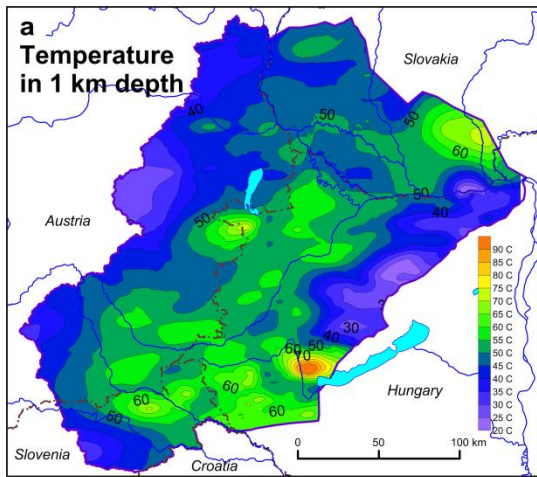 a
Temperature
in 1 km depth
Slovakia
40
50
50
60
50
40
Austria
50
90 C
85 C
80 C
75 C
70 C
65 C
60 C
55 C
50 C
45 C
40 C
35 C
30 C
25 C
20 C
30
40
50
60
70
60
60
60
50
Hungary
Slovenia
Croatia
0
50
100 km